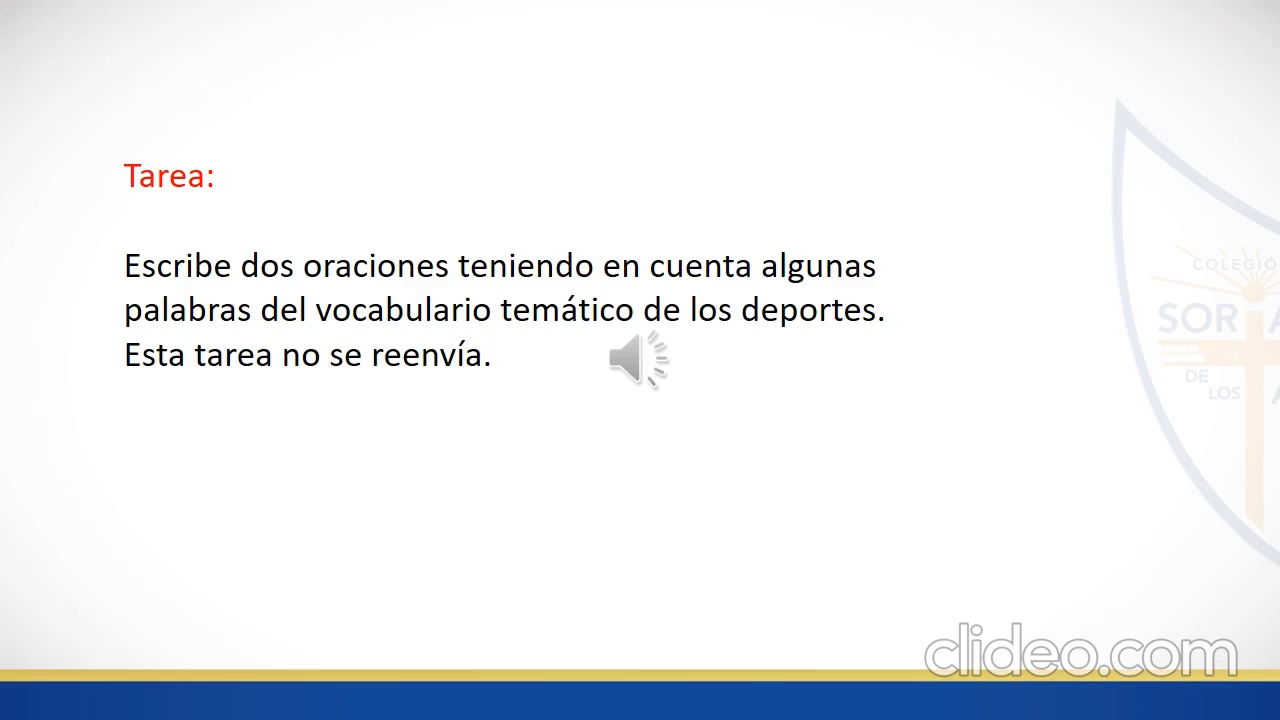 Tarea:
Escribe dos oraciones teniendo en cuenta algunas
palabras del vocabulario temático de los deportes.
Esta tarea no se reenvía.
COLEGIO
SOR
DE
LOS
clideo.com